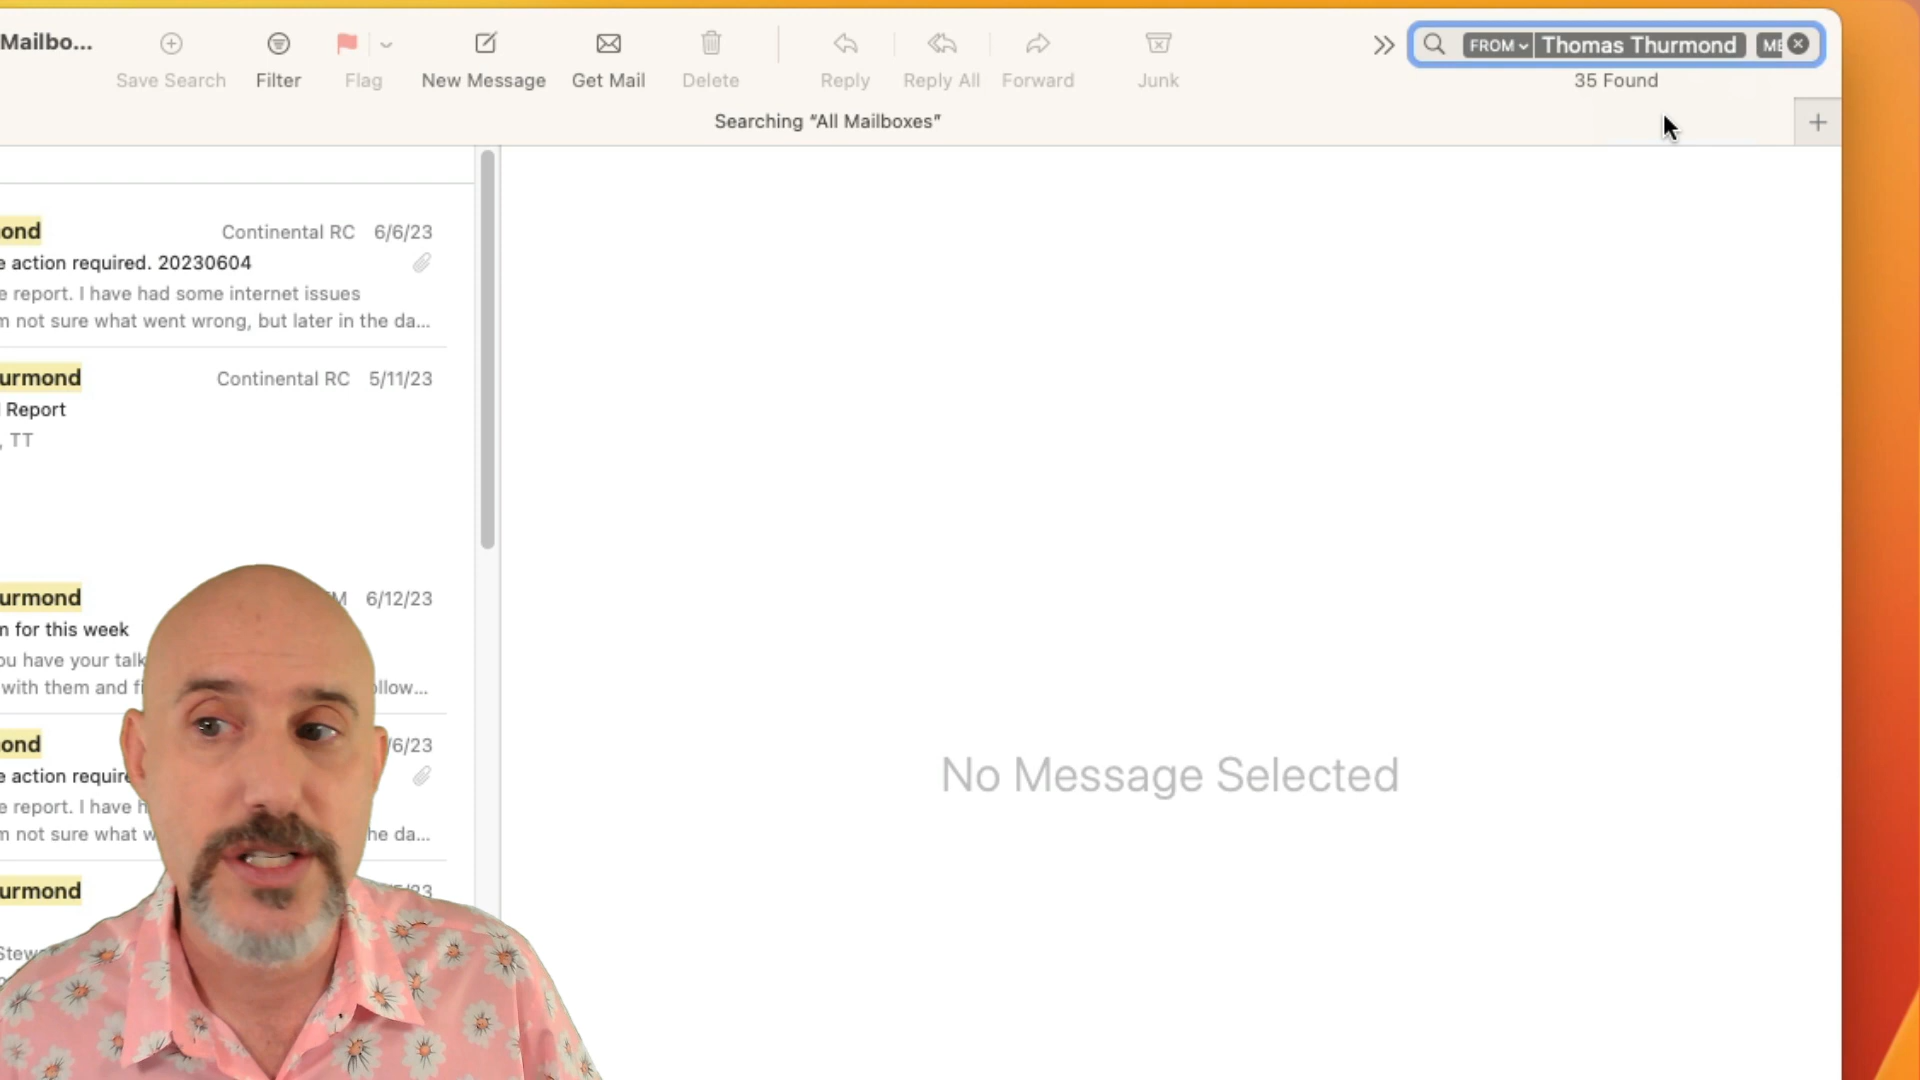 Mailbo...
Save Search
Filter
Flag
New Message
Get Mail
Delete
Reply
Reply All
Forward
Junk
FROM Thomas Thurmond
35 Found
Searching “All Mailboxes”
ond Continental RC 6/6/23
e action required. 20230604
e report. I have had some internet issues
m not sure what went wrong, but later in the da...
urmond Continental RC 5/11/23
Report
, TT
urmond M 6/12/23
m for this week
ou have your talk
with them and fi ollow...
ond /6/23
e action require
e report. I have h
m not sure what w he da...
urmond
Stew
No Message Selected